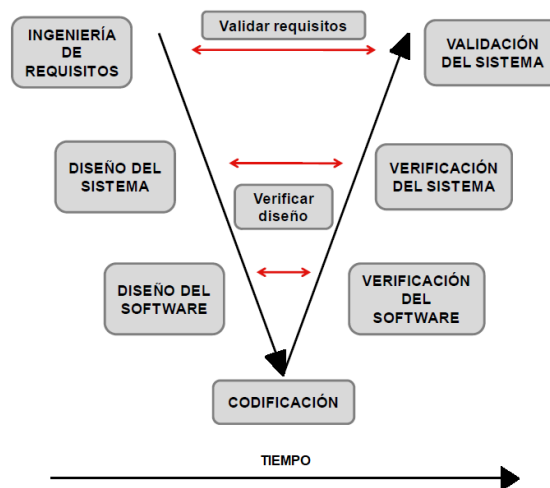 INGENIERÍA
DE
REQUISITOS
Validar requisitos
VALIDACIÓN
DEL SISTEMA
DISEÑO DEL
SISTEMA
Verificar
diseño
VERIFICACIÓN
DEL SISTEMA
DISEÑO DEL
SOFTWARE
VERIFICACIÓN
DEL
SOFTWARE
CODIFICACIÓN
TIEMPO